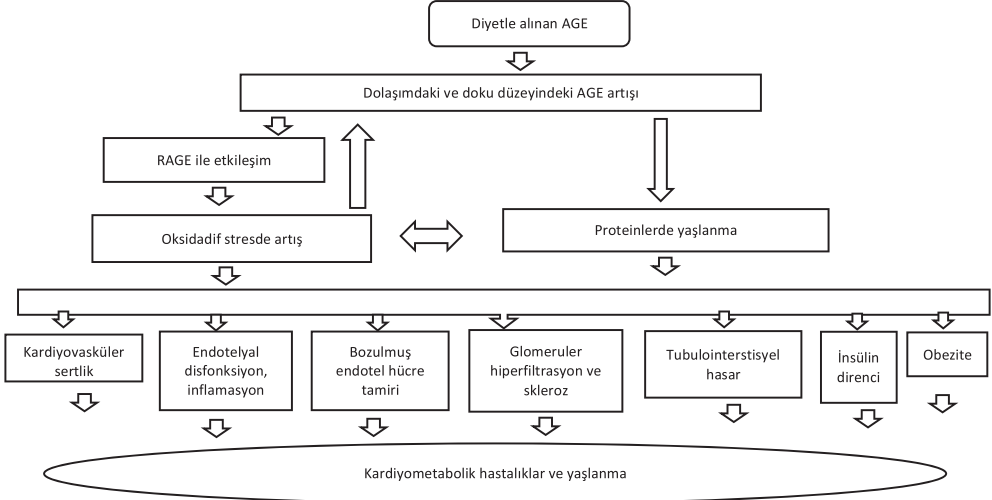 Diyetle alınan AGE
Dolaşımdaki ve doku düzeyindeki AGE artışı
RAGE ile etkileşim
Oksidadif stresde artış
Proteinlerde yaşlanma
Kardiyovasküler
sertlik
Endotelyal
disfonksiyon,
inflamasyon
Bozulmuş
endotel hücre
tamiri
Glomeruler
hiperfiltrasyon ve
skleroz
Tubulointerstisyel
hasar
İnsülin
direnci
Obezite
Kardiyometabolik hastalıklar ve yaşlanma